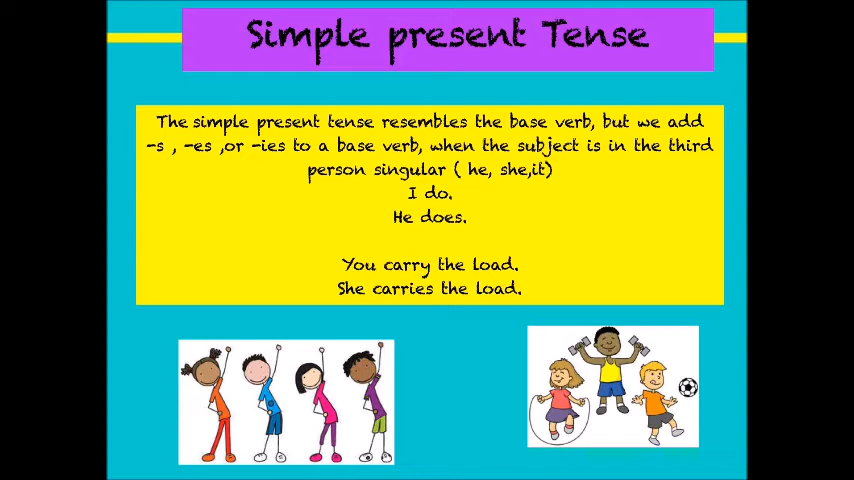 Simple present Tense
The simple present tense resembles the base verb, but we add
-s , -es ,or -ies to a base verb, when the subject is in the third
person singular ( he, she,it)
I do.
He does.
You carry the load.
She carries the load.